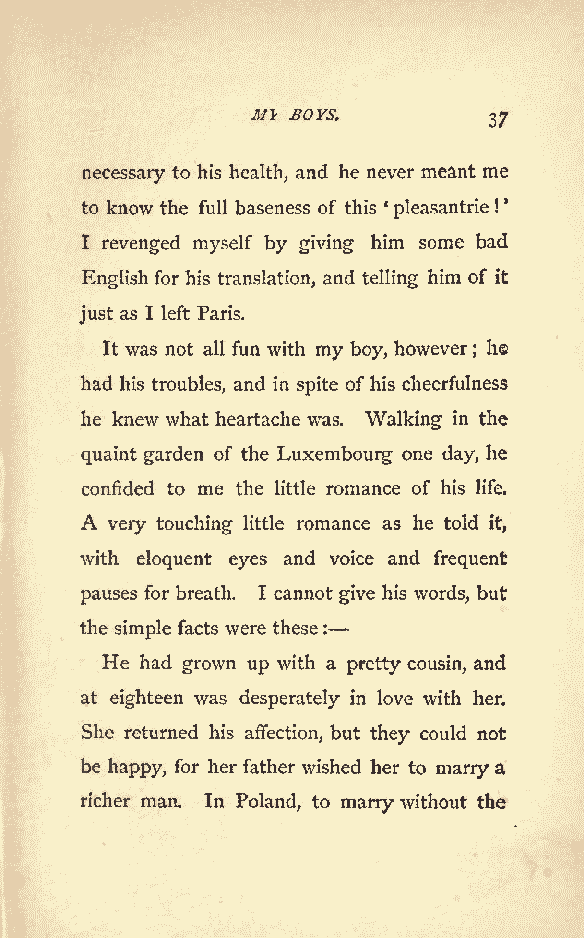 MY BOYS. 37
necessary to his health, and he never meant me
to know the full baseness of this ‘pleasantrie!’
I revenged myself by giving him some bad
English for his translation, and telling him of it
just as I left Paris.
It was not all fun with my boy, however; he
had his troubles, and in spite of his cheerfulness
he knew what heartache was. Walking in the
quaint garden of the Luxembourg one day, he
confided to me the little romance of his life.
A very touching little romance as he told it,
with eloquent eyes and voice and frequent
pauses for breath. I cannot give his words, but
the simple facts were these:—
He had grown up with a pretty cousin, and
at eighteen was desperately in love with her.
She returned his affection, but they could not
be happy, for her father wished her to marry a
richer man. In Poland, to marry without the